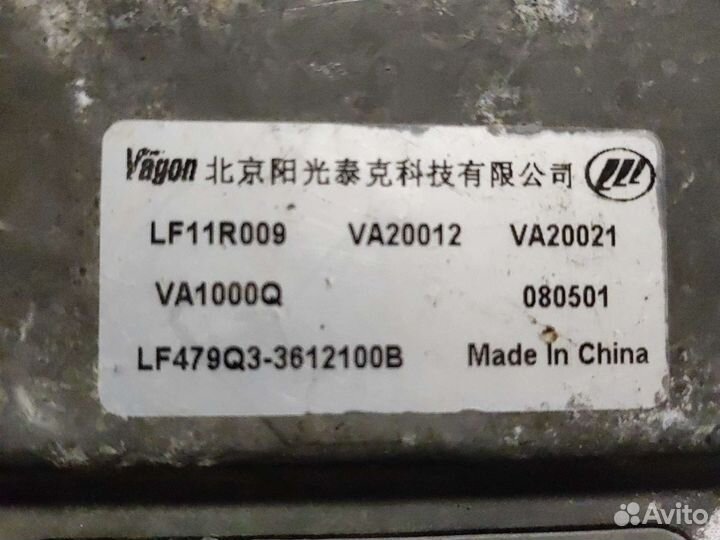 Vagon 北京阳光泰克科技有限公司
LF11R009 VA20012 VA20021
VA1000Q 080501
LF479Q3-3612100B Made In China
Avito